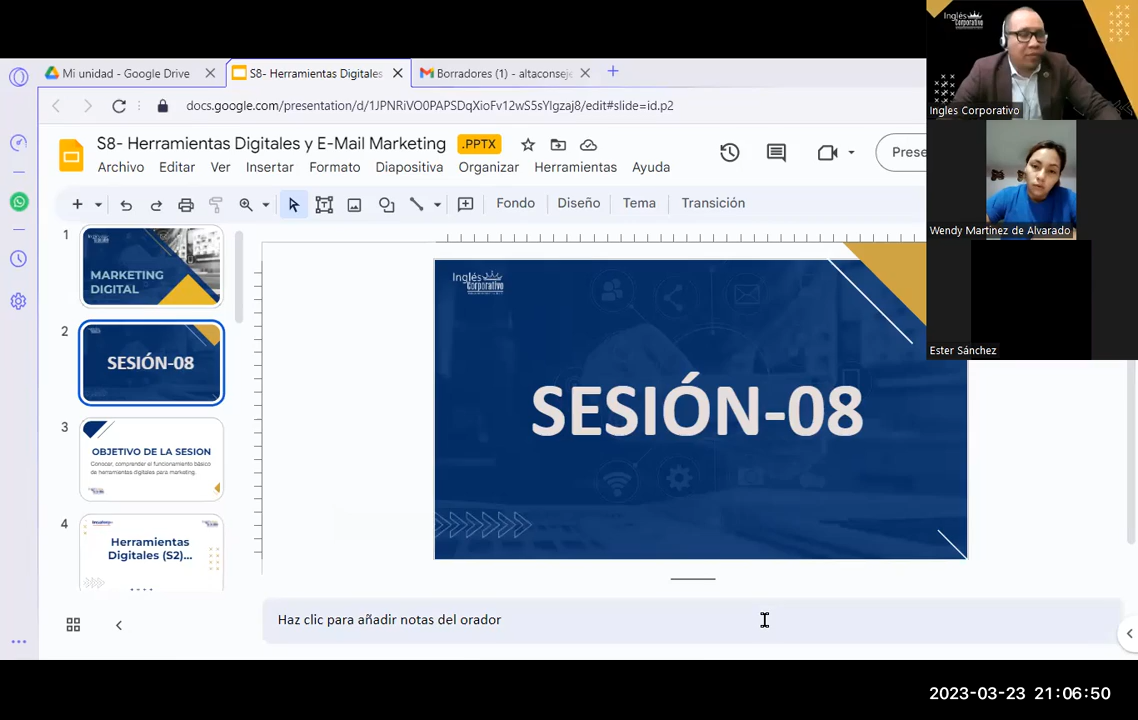 Mi unidad - Google Drive
S8- Herramientas Digitales
Borradores (1) - altaconsej
docs.google.com/presentation/d/1JPNRiVO0PAPSDqXioFv12wS5sYIgzaj8/edit#slide=id.p2
S8- Herramientas Digitales y E-Mail Marketing
.PPTX
Archivo Editar Ver Insertar Formato Diapositiva Organizar Herramientas Ayuda
Prese
Fondo Diseño Tema Transición
1
MARKETING
DIGITAL
2
SESIÓN-08
3
OBJETIVO DE LA SESION
Conocer, comprender el funcionamiento básico
de herramientas digitales para marketing.
4
Herramientas
Digitales (S2)...
Inglés
Corporativo
SESIÓN-08
Haz clic para añadir notas del orador
Inglés
Corporativo
Ingles Corporativo
Wendy Martinez de Alvarado
Ester Sánchez
2023-03-23 21:06:50